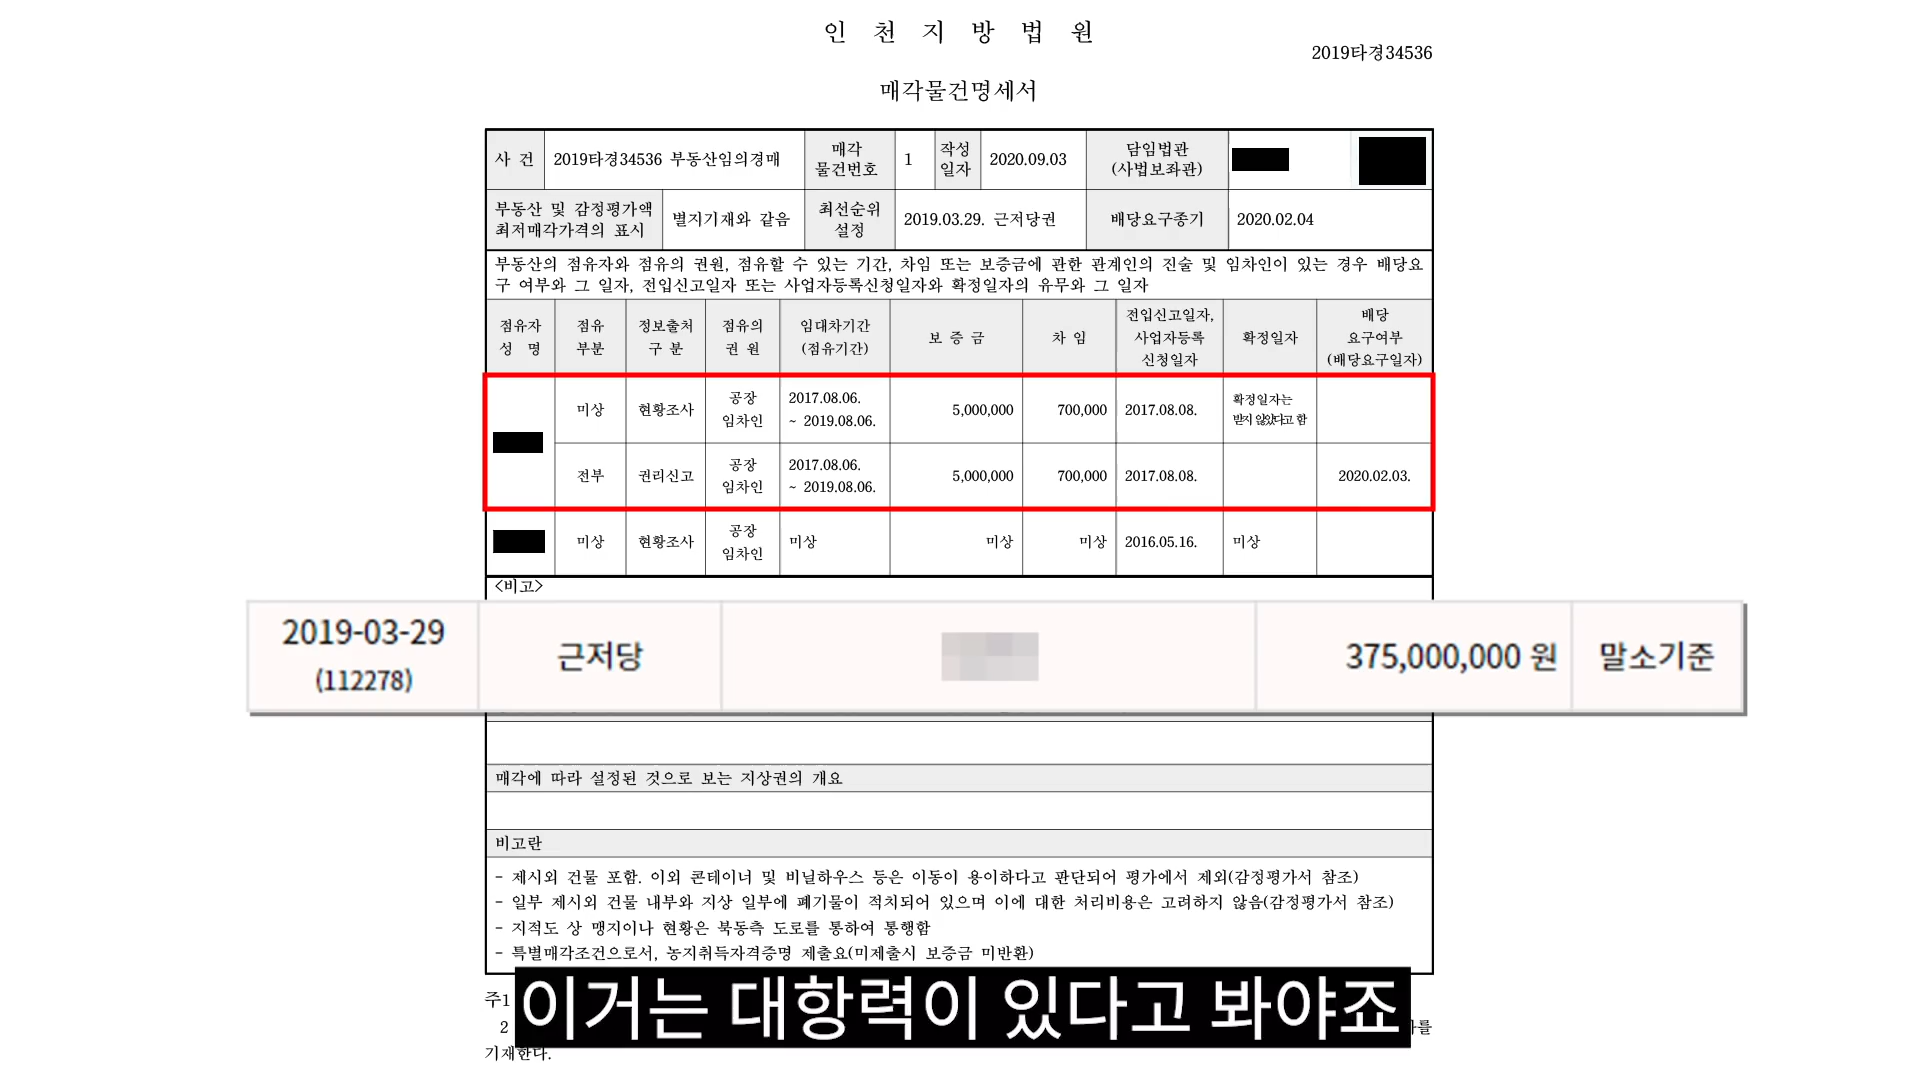 인 천 지 방 법 원
2019타경34536
매각물건명세서
사 건 2019타경34536 부동산임의경매 매각 물건번호 1 작성 일자 2020.09.03 담임법관 (사법보좌관)
부동산 및 감정평가액 최저매각가격의 표시 별지기재와 같음 최선순위 설정 2019.03.29. 근저당권 배당요구종기 2020.02.04
부동산의 점유자와 점유의 권원, 점유할 수 있는 기간, 차임 또는 보증금에 관한 관계인의 진술 및 임차인이 있는 경우 배당요
구 여부와 그 일자, 전입신고일자 또는 사업자등록신청일자와 확정일자의 유무와 그 일자
점유자 성 명 점유 부분 정보출처 구 분 점유의 권 원 임대차기간 (점유기간) 보 증 금 차 임 전입신고일자, 사업자등록 신청일자 확정일자 배당 요구여부 (배당요구일자)
미상 현황조사 공장 임차인 2017.08.06. ~ 2019.08.06. 5,000,000 700,000 2017.08.08. 확정일자는 받지 않았다고 함
전부 권리신고 공장 임차인 2017.08.06. ~ 2019.08.06. 5,000,000 700,000 2017.08.08. 2020.02.03.
미상 현황조사 공장 임차인 미상 미상 미상 2016.05.16. 미상
<비고>
2019-03-29 (112278) 근저당 375,000,000 원 말소기준
매각에 따라 설정된 것으로 보는 지상권의 개요
비고란
- 제시외 건물 포함. 이외 콘테이너 및 비닐하우스 등은 이동이 용이하다고 판단되어 평가에서 제외(감정평가서 참조)
- 일부 제시외 건물 내부와 지상 일부에 폐기물이 적치되어 있으며 이에 대한 처리비용은 고려하지 않음(감정평가서 참조)
- 지적도 상 맹지이나 현황은 북동측 도로를 통하여 통행함
- 특별매각조건으로서, 농지취득자격증명 제출요(미제출시 보증금 미반환)
주1
이거는 대항력이 있다고 봐야죠
2
기재한다.